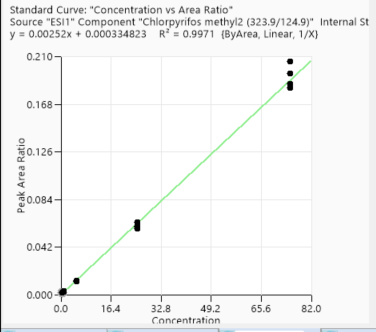 Standard Curve: "Concentration vs Area Ratio"
Source "ESI1" Component "Chlorpyrifos methyl2 (323.9/124.9)" Internal St
y = 0.00252x + 0.000334823 R² = 0.9971 {ByArea, Linear, 1/X}
0.210
0.168
0.126
0.084
0.042
0.000
Peak Area Ratio
0.0 16.4 32.8 49.2 65.6 82.0
Concentration